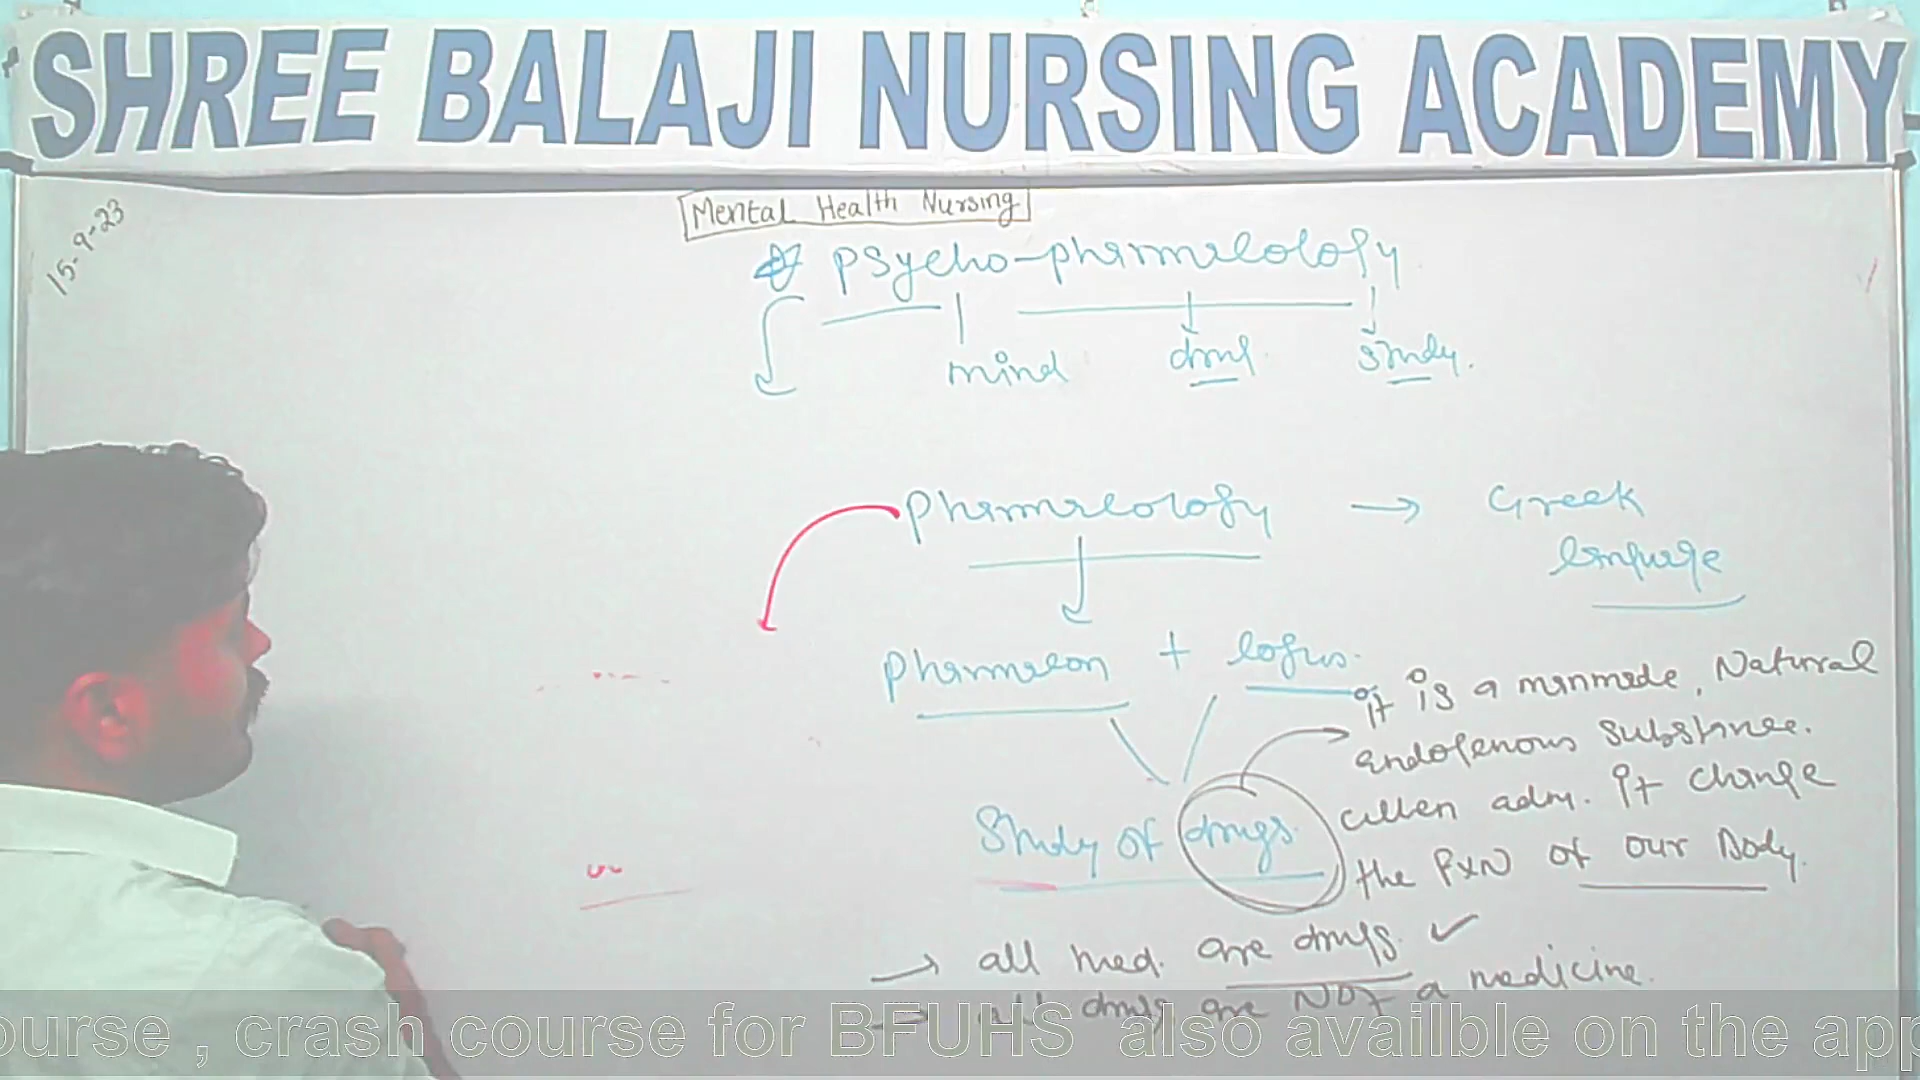 SHREE BALAJI NURSING ACADEMY
15-9-23
Mental Health Nursing
Psycho-pharmacology
mind
drug
study.
Pharmacology → Greek
language
Pharmacon + logus.
Study of drugs.
it is a manmade, Natural
endogenous substance.
when adm. it change
the FXN of our Body.
→ all med. are drugs. ✓
→ all drugs are NOT a medicine.
ourse , crash course for BFUHS also availble on the app